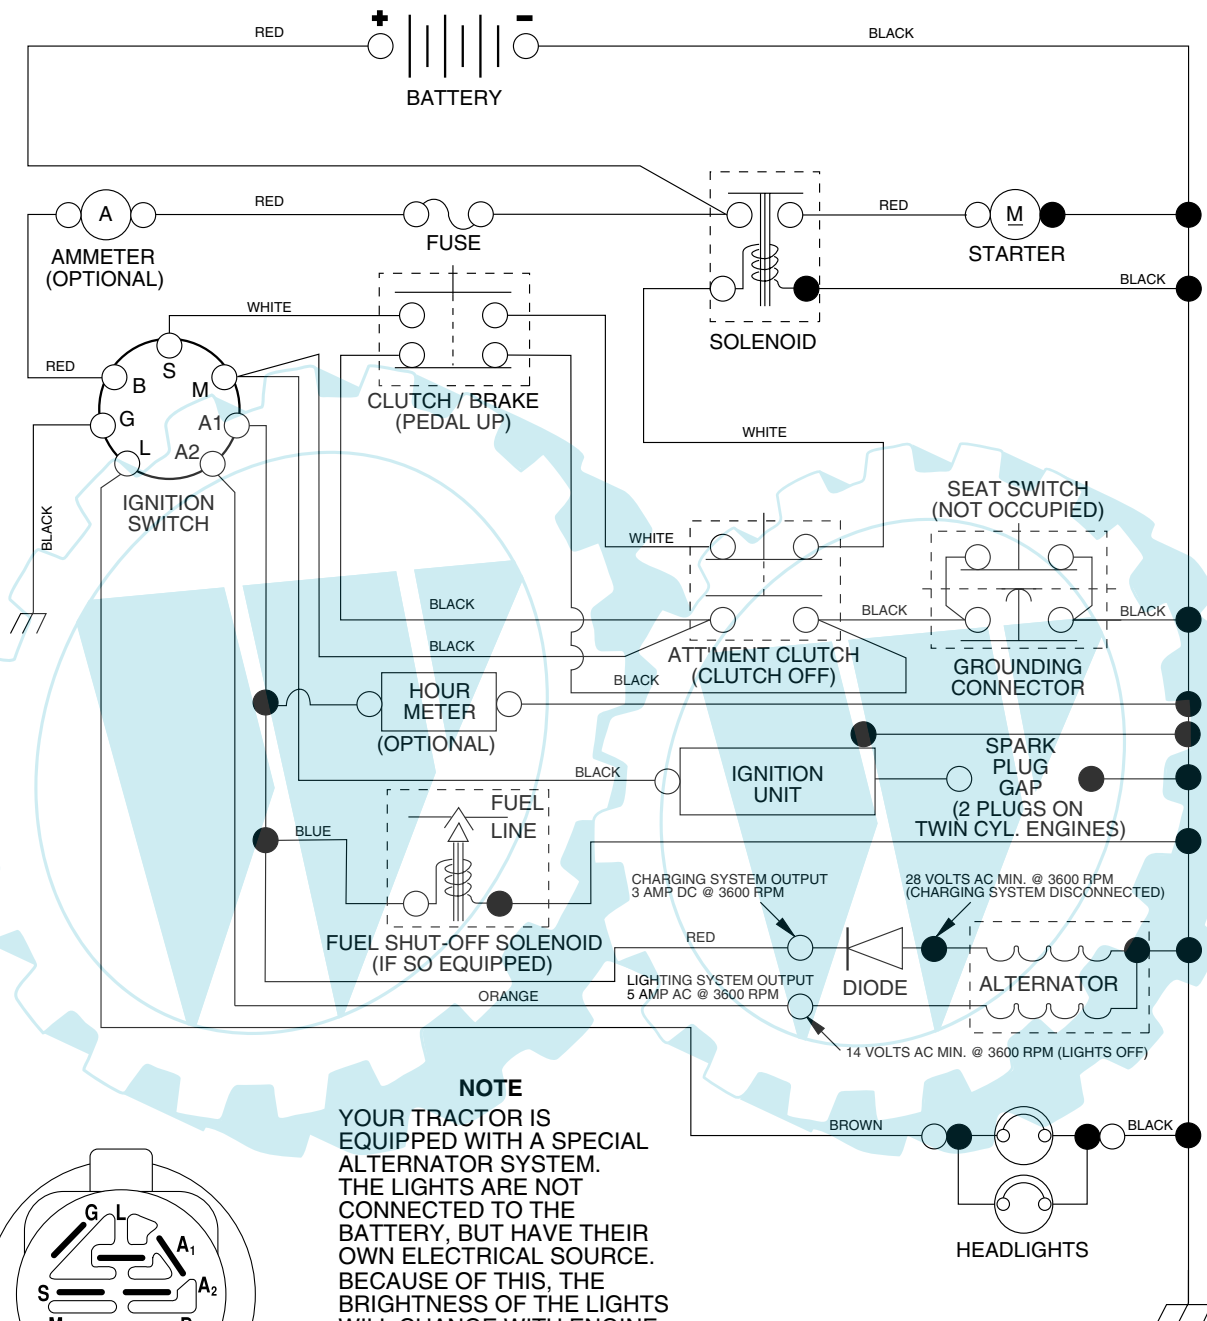 + -
RED
BLACK
BATTERY
A
RED
FUSE
RED
M
STARTER
AMMETER
(OPTIONAL)
BLACK
WHITE
SOLENOID
RED
S
B
M
G
A1
L
A2
CLUTCH / BRAKE
(PEDAL UP)
IGNITION
SWITCH
BLACK
WHITE
SEAT SWITCH
(NOT OCCUPIED)
WHITE
BLACK
BLACK
BLACK
BLACK
ATT'MENT CLUTCH
(CLUTCH OFF)
BLACK
GROUNDING
CONNECTOR
HOUR
METER
(OPTIONAL)
BLACK
IGNITION
UNIT
SPARK
PLUG
GAP
(2 PLUGS ON
TWIN CYL. ENGINES)
FUEL
LINE
BLUE
CHARGING SYSTEM OUTPUT
3 AMP DC @ 3600 RPM
28 VOLTS AC MIN. @ 3600 RPM
(CHARGING SYSTEM DISCONNECTED)
FUEL SHUT-OFF SOLENOID
(IF SO EQUIPPED)
RED
LIGHTING SYSTEM OUTPUT
5 AMP AC @ 3600 RPM
DIODE
ALTERNATOR
ORANGE
14 VOLTS AC MIN. @ 3600 RPM (LIGHTS OFF)
NOTE
YOUR TRACTOR IS
EQUIPPED WITH A SPECIAL
ALTERNATOR SYSTEM.
THE LIGHTS ARE NOT
CONNECTED TO THE
BATTERY, BUT HAVE THEIR
OWN ELECTRICAL SOURCE.
BECAUSE OF THIS, THE
BRIGHTNESS OF THE LIGHTS
WILL CHANGE WITH ENGINE
BROWN
BLACK
HEADLIGHTS
G L
A1
A2
S